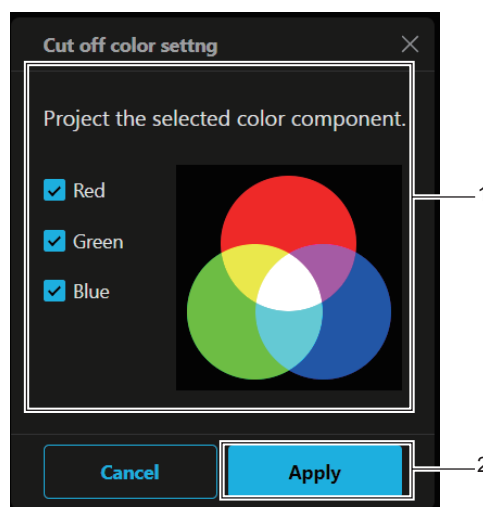 Cut off color settng
Project the selected color component.
1
Red
Green
Blue
Cancel
Apply
2